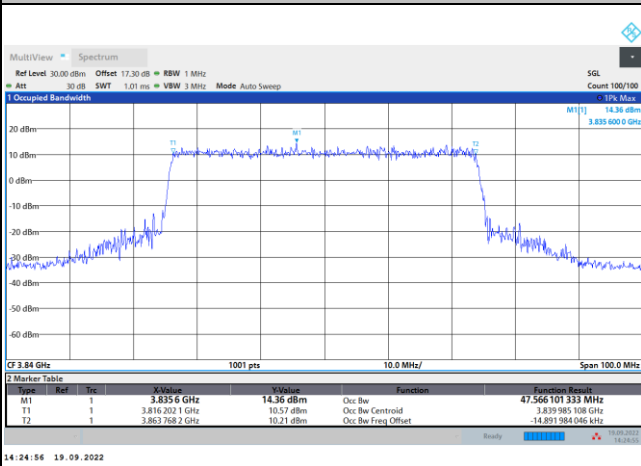 MultiView Spectrum
Ref Level 30.00 dBm Offset 17.30 dB RBW 1 MHz SGL
Att 30 dB SWT 1.01 ms VBW 3 MHz Mode Auto Sweep Count 100/100
1 Occupied Bandwidth 1Pk Max
M1[1] 14.36 dBm
3.835 600 0 GHz
20 dBm
T1 M1 T2
10 dBm
0 dBm
-10 dBm
-20 dBm
-30 dBm
-40 dBm
-50 dBm
-60 dBm
CF 3.84 GHz 1001 pts 10.0 MHz/ Span 100.0 MHz
2 Marker Table
Type Ref Trc X-Value Y-Value Function Function Result
M1 1 3.835 6 GHz 14.36 dBm Occ Bw 47.566 101 333 MHz
T1 1 3.816 202 1 GHz 10.57 dBm Occ Bw Centroid 3.839 985 108 GHz
T2 1 3.863 768 2 GHz 10.21 dBm Occ Bw Freq Offset -14.891 984 046 kHz
Ready 19.09.2022
14:24:55
14:24:56 19.09.2022